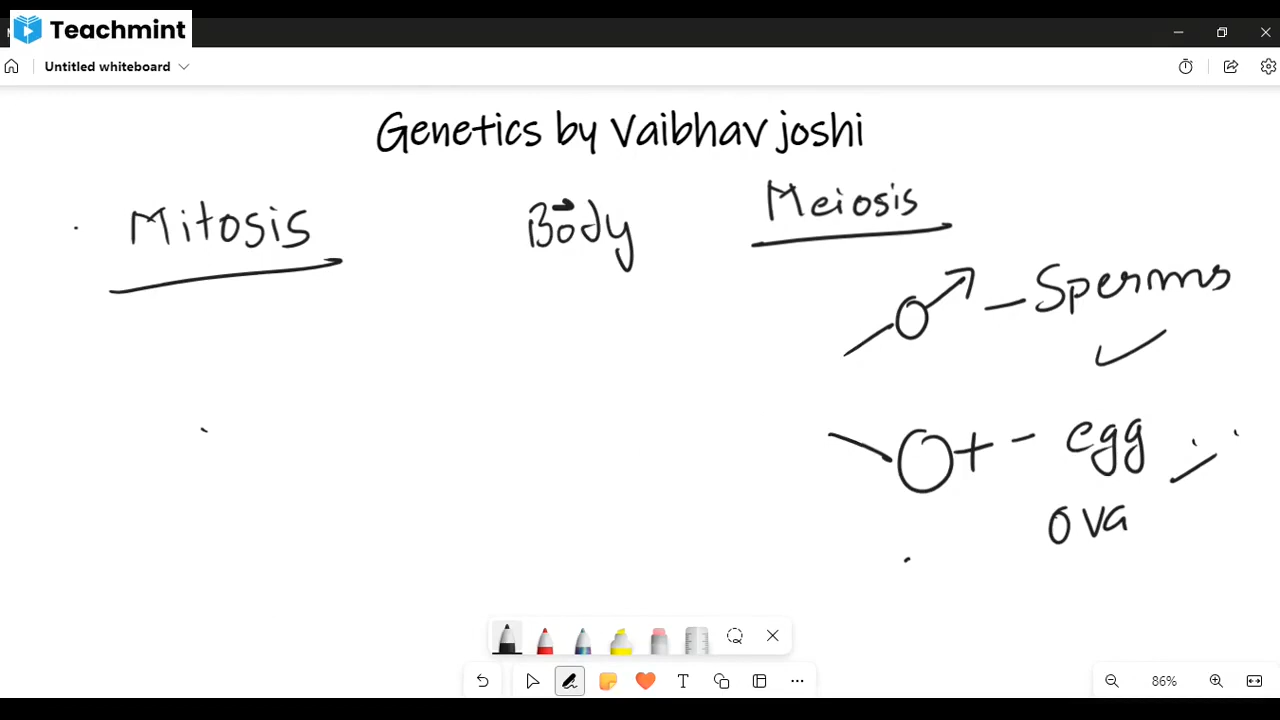 Teachmint
Untitled whiteboard
Genetics by Vaibhav joshi
Mitosis
Body
Meiosis
Sperms
egg
ova
86%